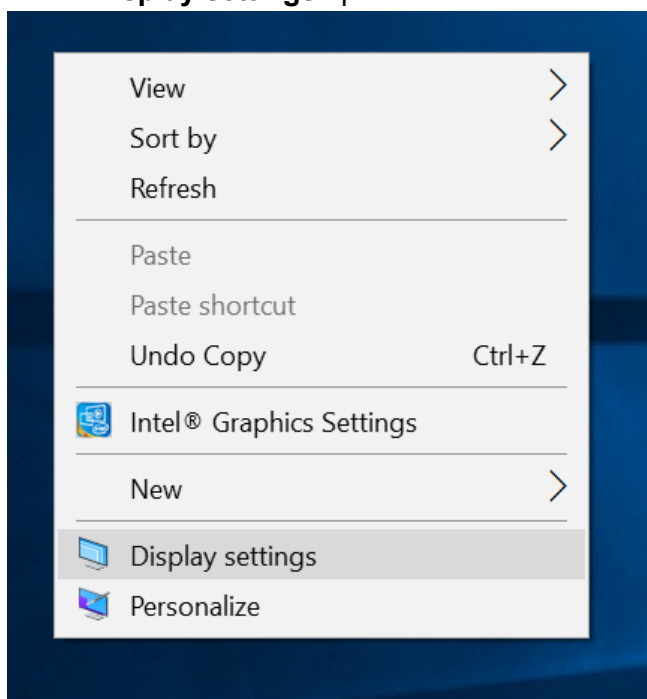 View
Sort by
Refresh
Paste
Paste shortcut
Undo Copy Ctrl+Z
Intel® Graphics Settings
New
Display settings
Personalize